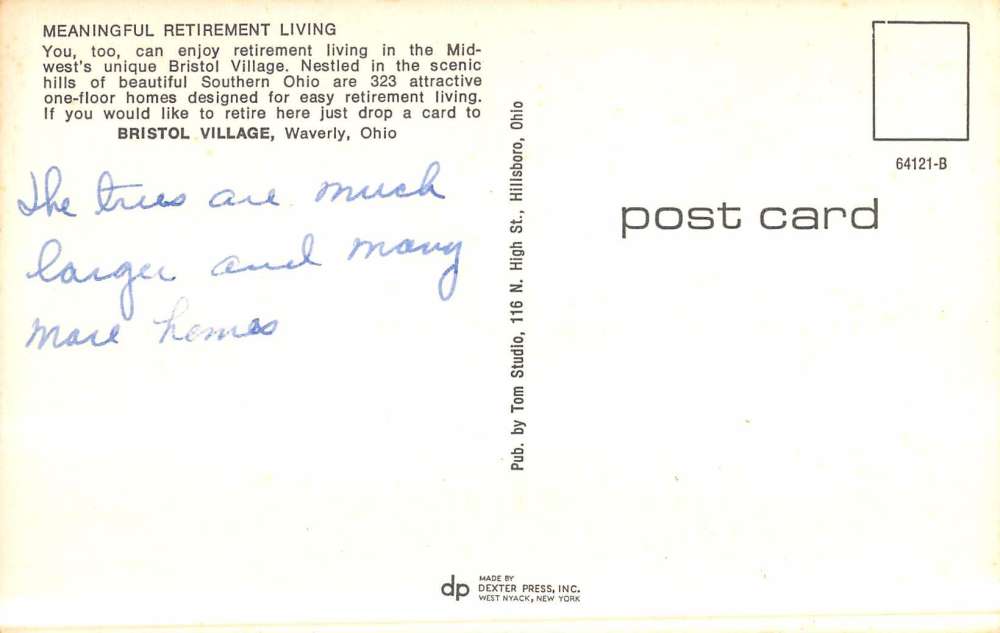 MEANINGFUL RETIREMENT LIVING
You, too, can enjoy retirement living in the Mid-
west's unique Bristol Village. Nestled in the scenic
hills of beautiful Southern Ohio are 323 attractive
one-floor homes designed for easy retirement living.
If you would like to retire here just drop a card to
BRISTOL VILLAGE, Waverly, Ohio
The trees are much
larger and many
more homes
Pub. by Tom Studio, 116 N. High St., Hillsboro, Ohio
64121-B
post card
dp
MADE BY
DEXTER PRESS, INC.
WEST NYACK, NEW YORK